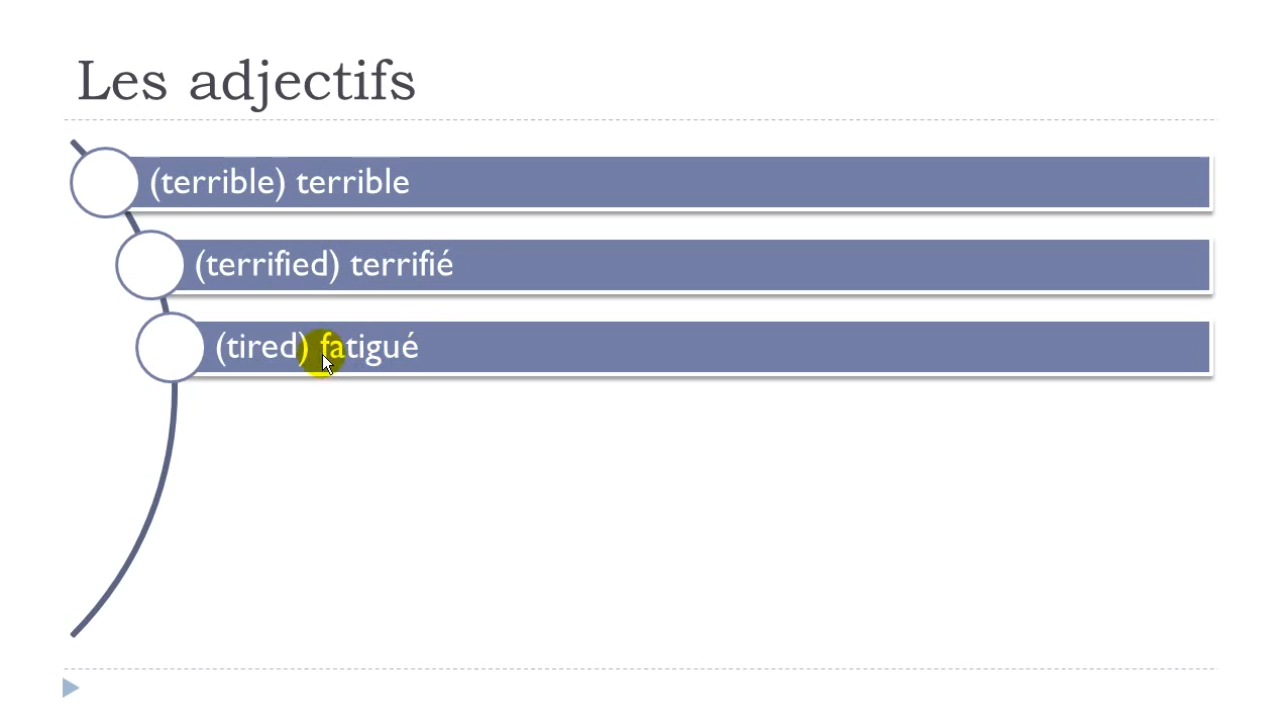 Les adjectifs
(terrible) terrible
(terrified) terrifié
(tired) fatigué